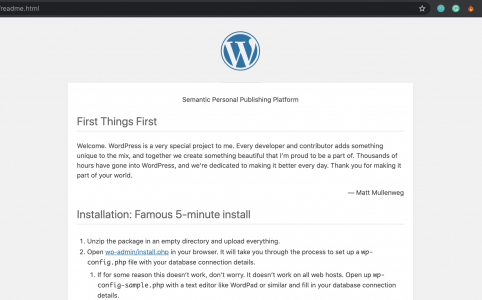 /readme.html
Semantic Personal Publishing Platform
First Things First
Welcome. WordPress is a very special project to me. Every developer and contributor adds something
unique to the mix, and together we create something beautiful that I'm proud to be a part of. Thousands of
hours have gone into WordPress, and we're dedicated to making it better every day. Thank you for making it
part of your world.
— Matt Mullenweg
Installation: Famous 5-minute install
1. Unzip the package in an empty directory and upload everything.
2. Open wp-admin/install.php in your browser. It will take you through the process to set up a wp-
config.php file with your database connection details.
1. If for some reason this doesn't work, don't worry. It doesn't work on all web hosts. Open up wp-
config-sample.php with a text editor like WordPad or similar and fill in your database connection
details.